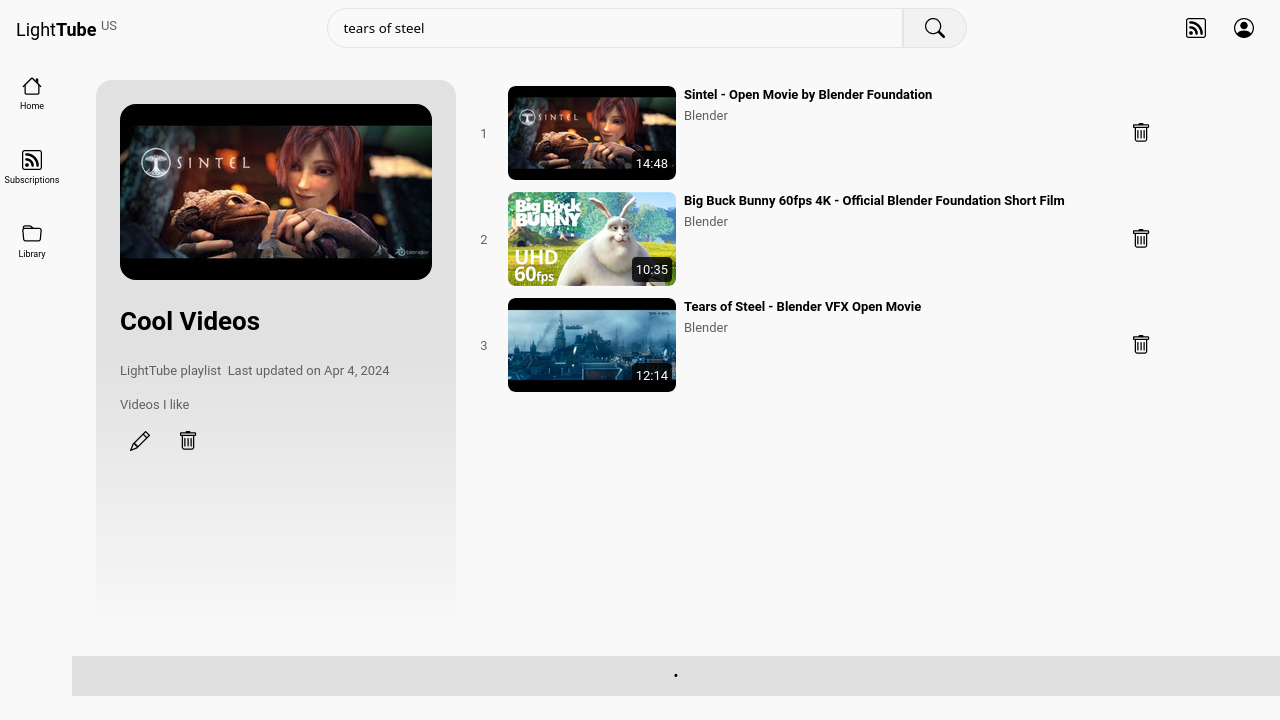 LightTube US
tears of steel
Home
Subscriptions
Library
SINTEL
blender
Cool Videos
LightTube playlist Last updated on Apr 4, 2024
Videos I like
1
SINTEL
14:48
Sintel - Open Movie by Blender Foundation
Blender
2
Big Buck
BUNNY
UHD
60fps
10:35
Big Buck Bunny 60fps 4K - Official Blender Foundation Short Film
Blender
3
12:14
Tears of Steel - Blender VFX Open Movie
Blender